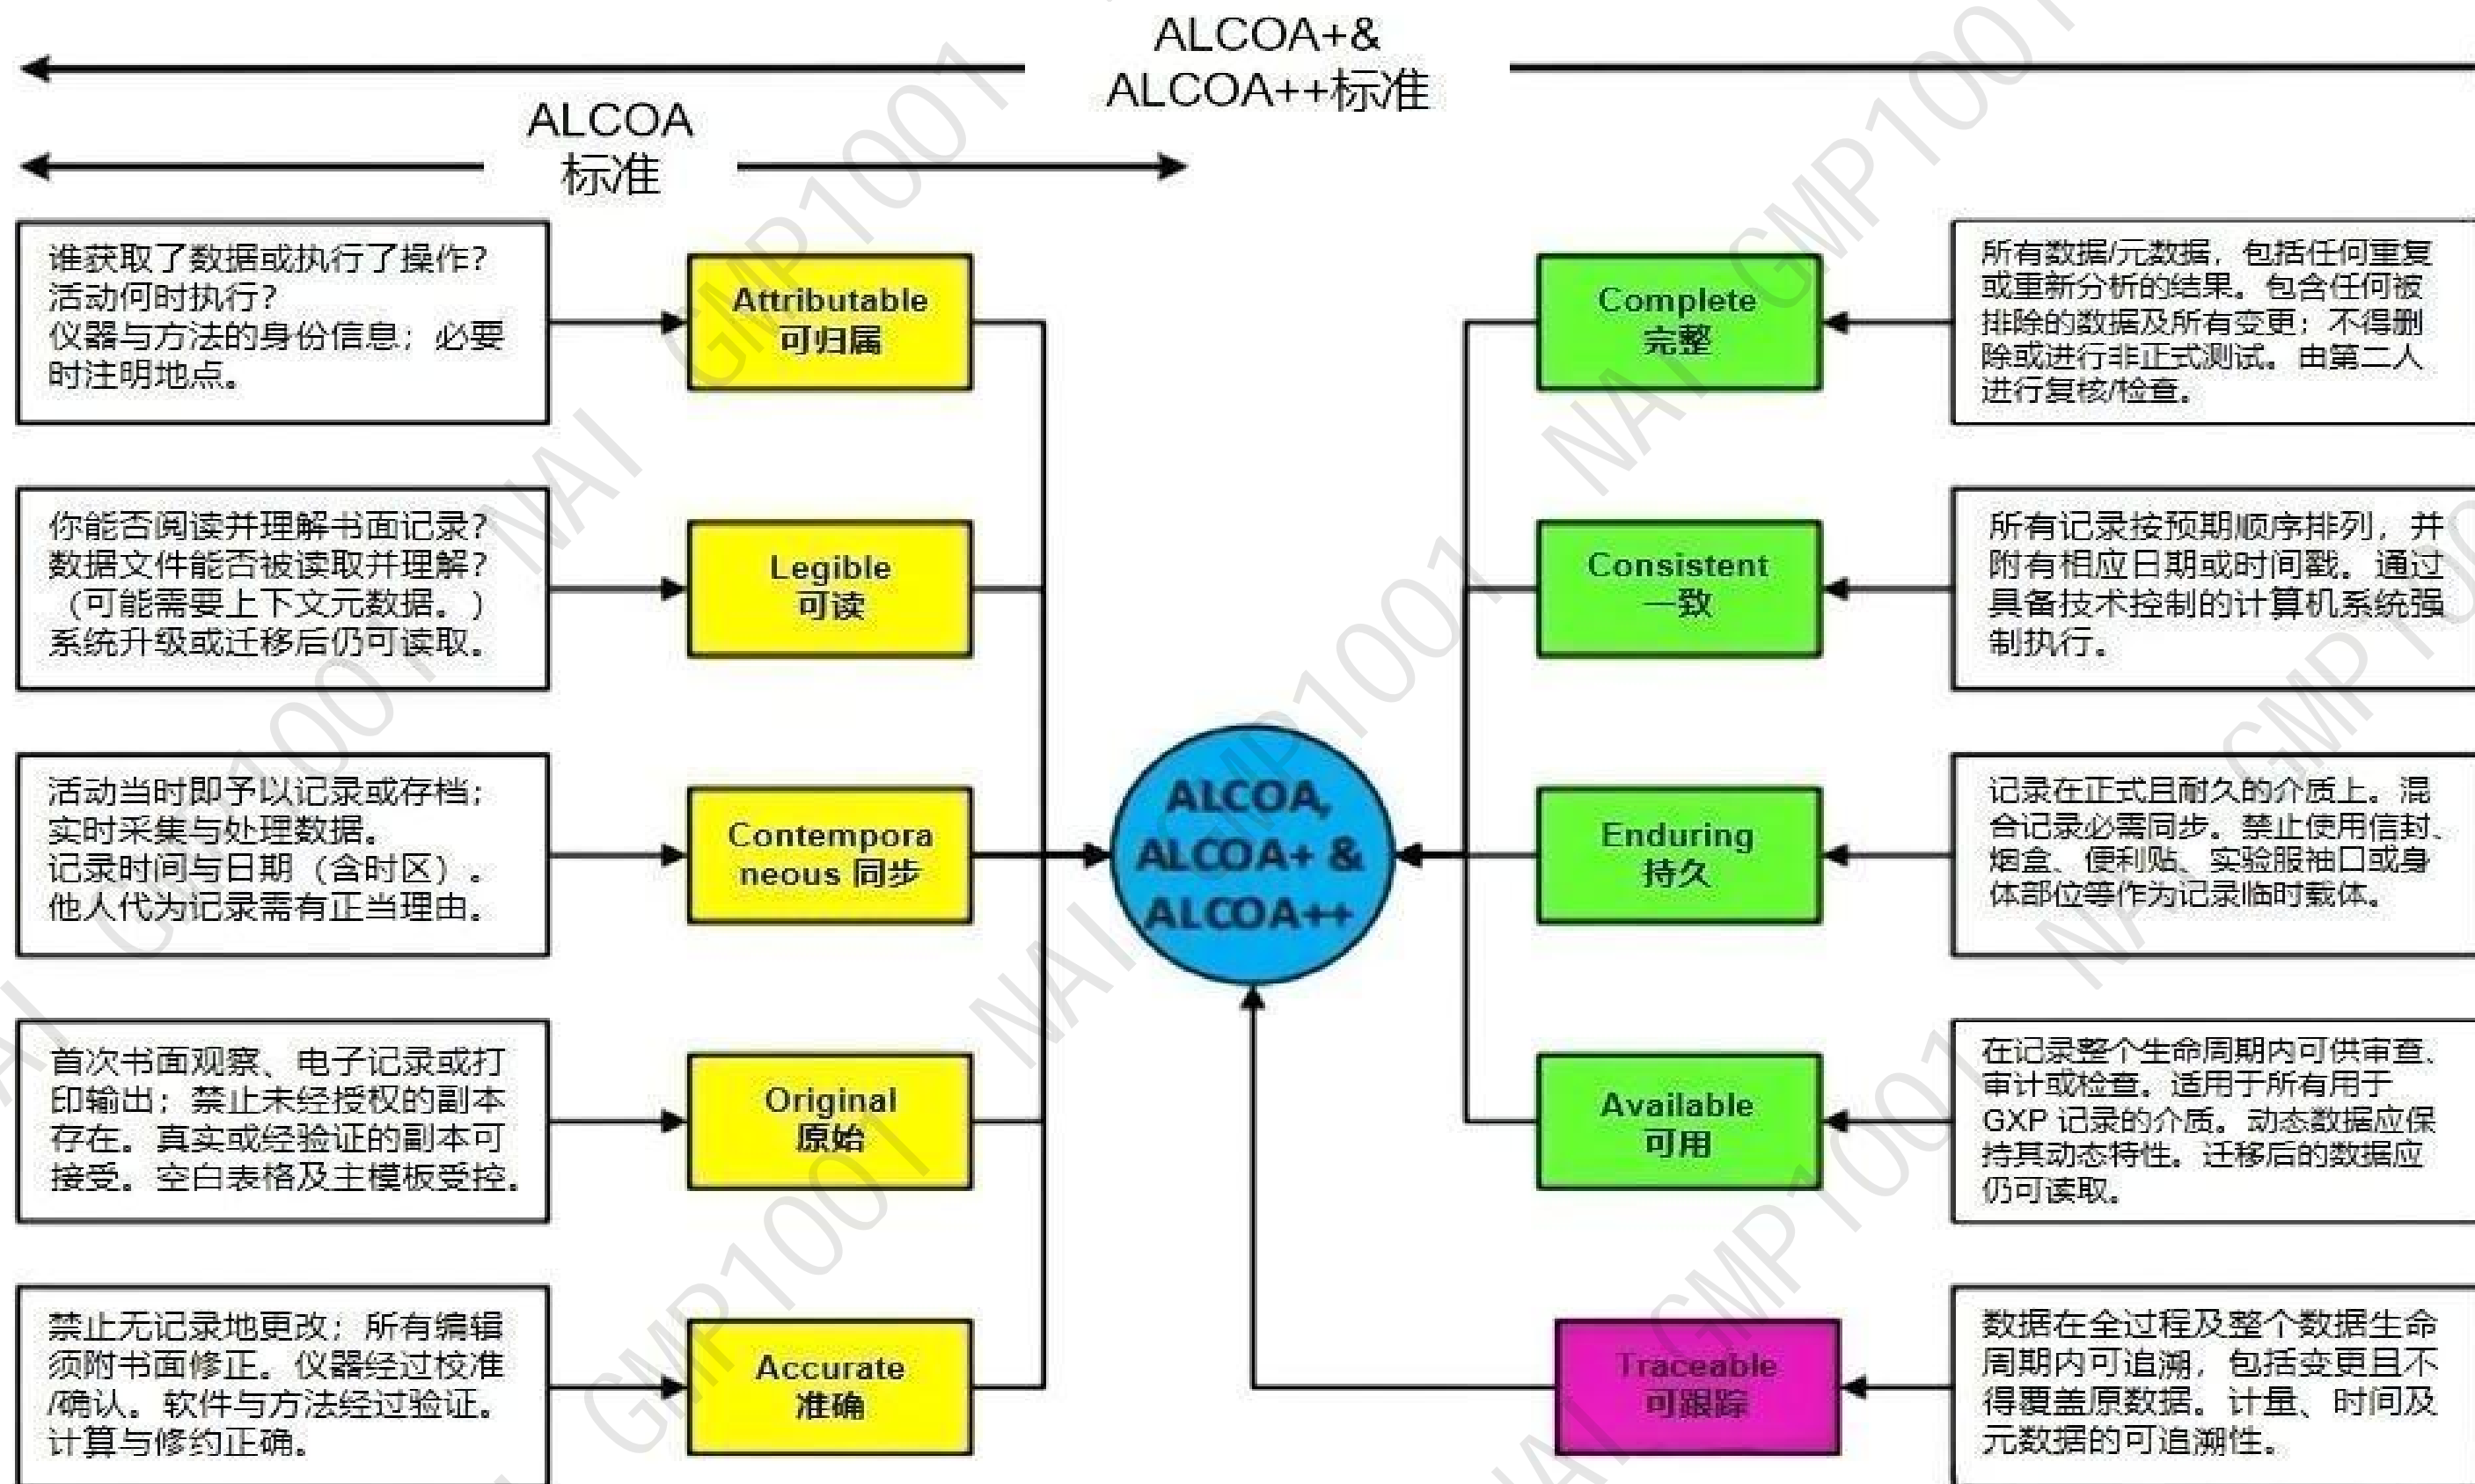 ALCOA+&
ALCOA++标准
ALCOA
标准
谁获取了数据或执行了操作?
活动何时执行?
仪器与方法的身份信息；必要
时注明地点。
Attributable
可归属
Complete
完整
所有数据/元数据，包括任何重复
或重新分析的结果。包含任何被
排除的数据及所有变更；不得删
除或进行非正式测试。由第二人
进行复核/检查。
你能否阅读并理解书面记录?
数据文件能否被读取并理解?
（可能需要上下文元数据。）
系统升级或迁移后仍可读取。
Legible
可读
Consistent
一致
所有记录按预期顺序排列，并
附有相应日期或时间戳。通过
具备技术控制的计算机系统强
制执行。
活动当时即予以记录或存档；
实时采集与处理数据。
记录时间与日期（含时区）。
他人代为记录需有正当理由。
Contempora
neous 同步
ALCOA,
ALCOA+ &
ALCOA++
Enduring
持久
记录在正式且耐久的介质上。混
合记录必需同步。禁止使用信封、
烟盒、便利贴、实验服袖口或身
体部位等作为记录临时载体。
首次书面观察、电子记录或打
印输出；禁止未经授权的副本
存在。真实或经验证的副本可
接受。空白表格及主模板受控。
Original
原始
Available
可用
在记录整个生命周期内可供审查、
审计或检查。适用于所有用于
GXP 记录的介质。动态数据应保
持其动态特性。迁移后的数据应
仍可读取。
禁止无记录地更改；所有编辑
须附书面修正。仪器经过校准
/确认。软件与方法经过验证。
计算与修约正确。
Accurate
准确
Traceable
可跟踪
数据在全过程及整个数据生命
周期内可追溯，包括变更且不
得覆盖原数据。计量、时间及
元数据的可追溯性。
NAI GMP1001